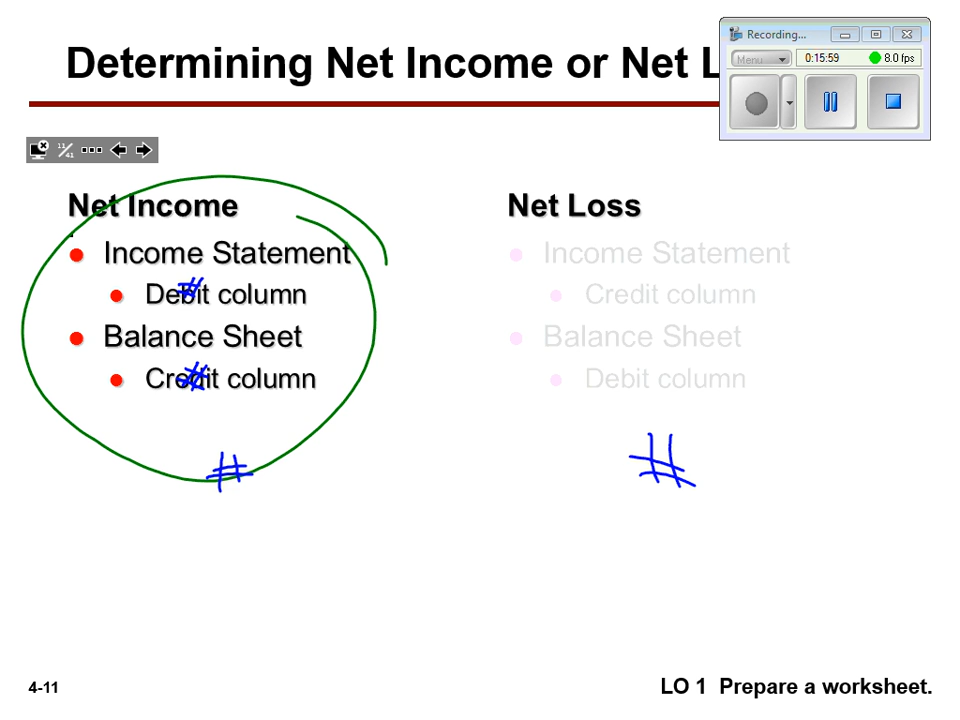 Determining Net Income or Net L
Recording...
Menu
0:15:59
8.0 fps
11/41
Net Income
Income Statement
Debit column
Balance Sheet
Credit column
#
Net Loss
Income Statement
Credit column
Balance Sheet
Debit column
#
4-11
LO 1 Prepare a worksheet.